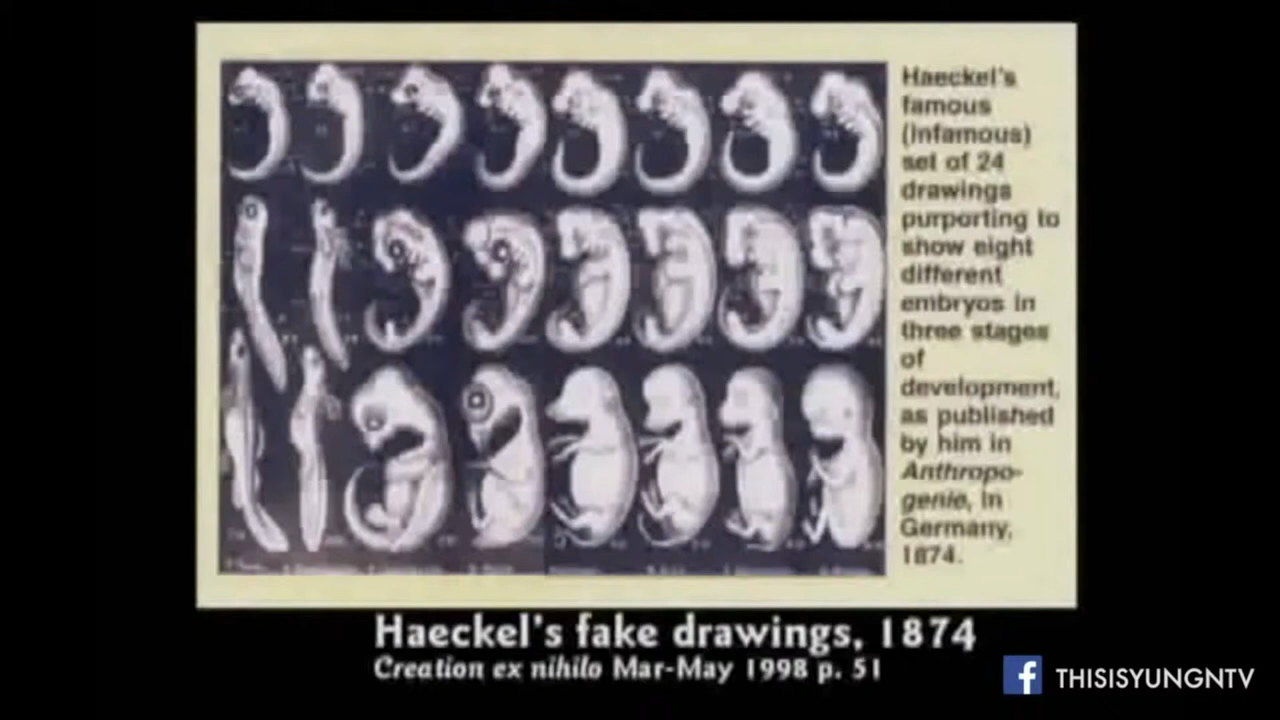 Haeckel's
famous
(Infamous)
set of 24
drawings
purporting to
show eight
different
embryos in
three stages
of
development,
as published
by him in
Anthropo-
genie, in
Germany,
1874.
Haeckel's fake drawings, 1874
Creation ex nihilo Mar-May 1998 p. 51
THISISYUNGNTV